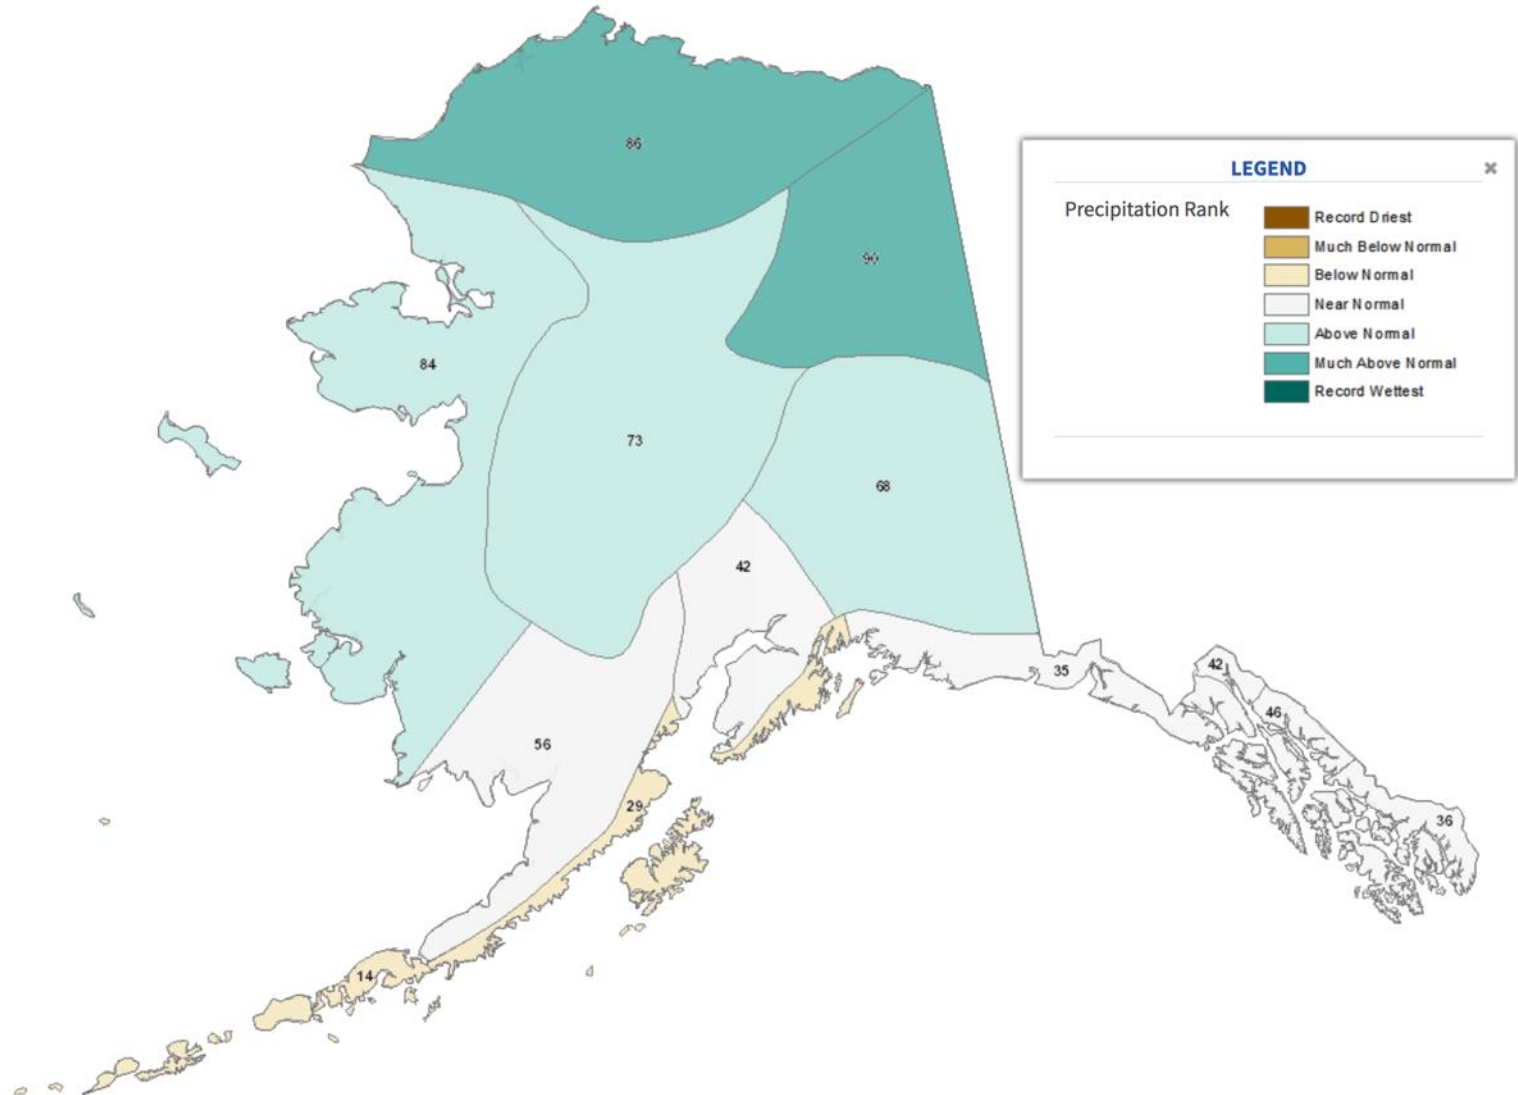 86
LEGEND ✖
Precipitation Rank
Record Driest
Much Below Normal
Below Normal
Near Normal
Above Normal
Much Above Normal
Record Wettest
90
84
73
68
42
35
42
46
56
29
36
14